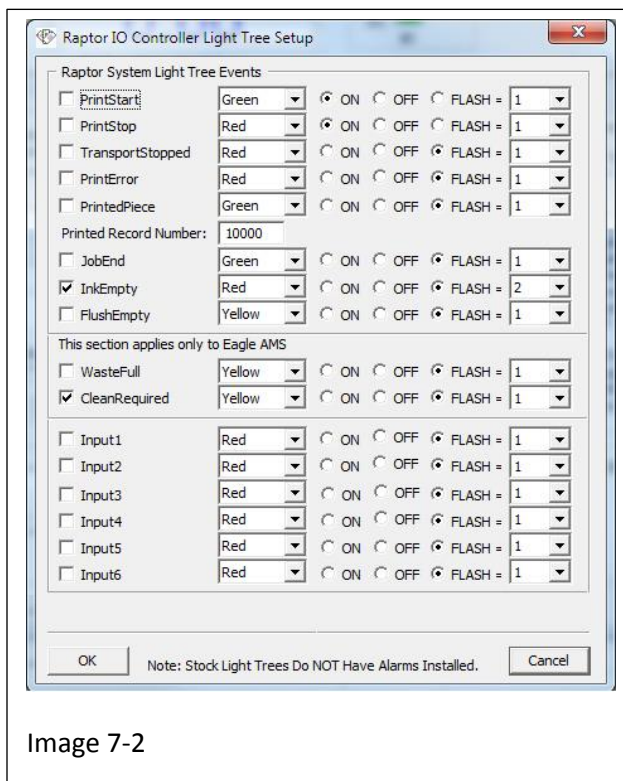 Raptor IO Controller Light Tree Setup
Raptor System Light Tree Events
PrintStart Green ON OFF FLASH = 1
PrintStop Red ON OFF FLASH = 1
TransportStopped Red ON OFF FLASH = 1
PrintError Red ON OFF FLASH = 1
PrintedPiece Green ON OFF FLASH = 1
Printed Record Number: 10000
JobEnd Green ON OFF FLASH = 1
InkEmpty Red ON OFF FLASH = 2
FlushEmpty Yellow ON OFF FLASH = 1
This section applies only to Eagle AMS
WasteFull Yellow ON OFF FLASH = 1
CleanRequired Yellow ON OFF FLASH = 1
Input1 Red ON OFF FLASH = 1
Input2 Red ON OFF FLASH = 1
Input3 Red ON OFF FLASH = 1
Input4 Red ON OFF FLASH = 1
Input5 Red ON OFF FLASH = 1
Input6 Red ON OFF FLASH = 1
OK Note: Stock Light Trees Do NOT Have Alarms Installed. Cancel
Image 7-2